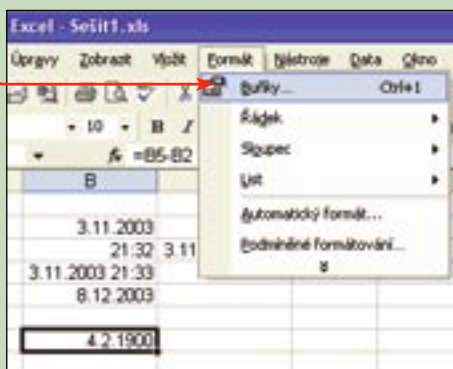 Excel - Sešit1.xls
Úpravy Zobrazit Vložit Formát Nástroje Data Okno
10 B I
fx =B5-B2
Buňky... Ctrl+1
Řádek
Sloupec
List
Automatický formát...
Podmíněné formátování...
B
3.11.2003
21:32 3.11
3.11.2003 21:33
8.12.2003
4.2.1900